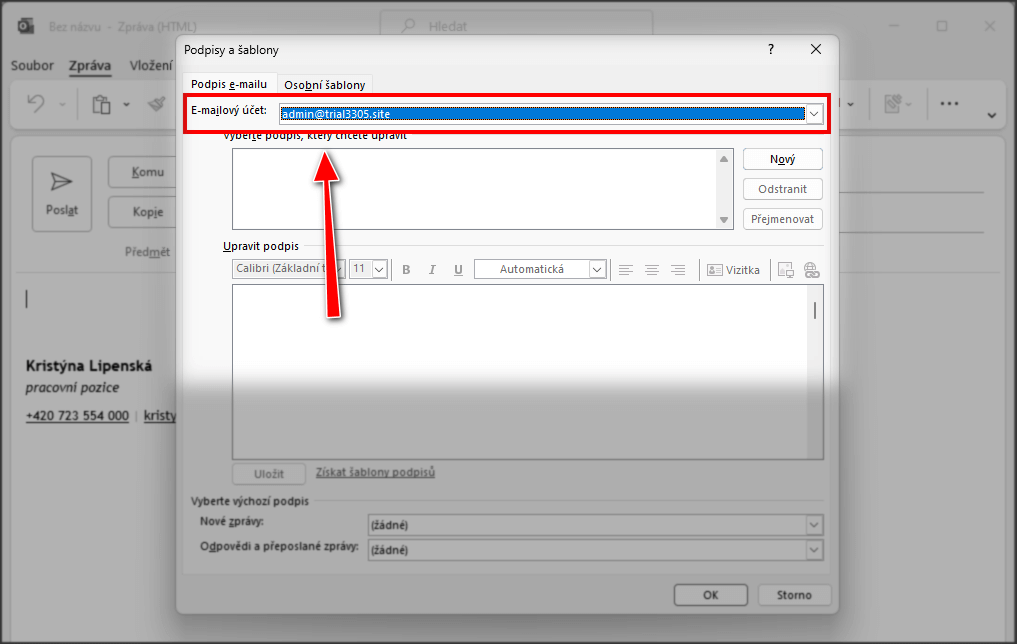 Bez názvu - Zpráva (HTML)
Hledat
Soubor Zpráva Vložení
Podpisy a šablony ? 
Podpis e-mailu Osobní šablony
E-mailový účet: admin@trial3305.site
Vyberte podpis, který chcete upravit
Nový
Odstranit
Přejmenovat
Poslat
Komu
Kopie
Předmět
Upravit podpis
Calibri (Základní t 11 B I U Automatická Vizitka
Kristýna Lipenská
pracovní pozice
+420 723 554 000 | kristy
Uložit Získat šablony podpisů
Vyberte výchozí podpis
Nové zprávy: (žádné)
Odpovědi a přeposlané zprávy: (žádné)
OK Storno